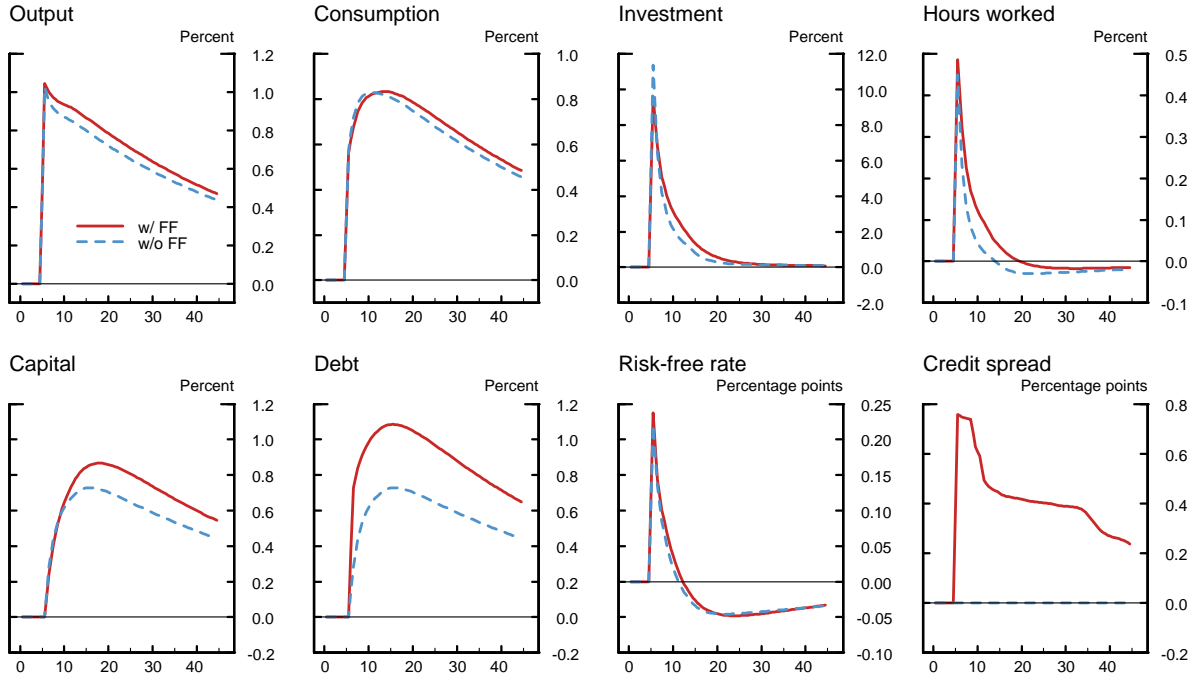 Output
Percent
1.2
1.0
0.8
0.6
0.4
0.2
0.0
w/ FF
w/o FF
0 10 20 30 40
Consumption
Percent
1.0
0.8
0.6
0.4
0.2
0.0
0 10 20 30 40
Investment
Percent
12.0
10.0
8.0
6.0
4.0
2.0
0.0
-2.0
0 10 20 30 40
Hours worked
Percent
0.5
0.4
0.3
0.2
0.1
0.0
-0.1
0 10 20 30 40
Capital
Percent
1.2
1.0
0.8
0.6
0.4
0.2
0.0
-0.2
0 10 20 30 40
Debt
Percent
1.2
1.0
0.8
0.6
0.4
0.2
0.0
-0.2
0 10 20 30 40
Risk-free rate
Percentage points
0.25
0.20
0.15
0.10
0.05
0.00
-0.05
-0.10
0 10 20 30 40
Credit spread
Percentage points
0.8
0.6
0.4
0.2
0.0
-0.2
0 10 20 30 40